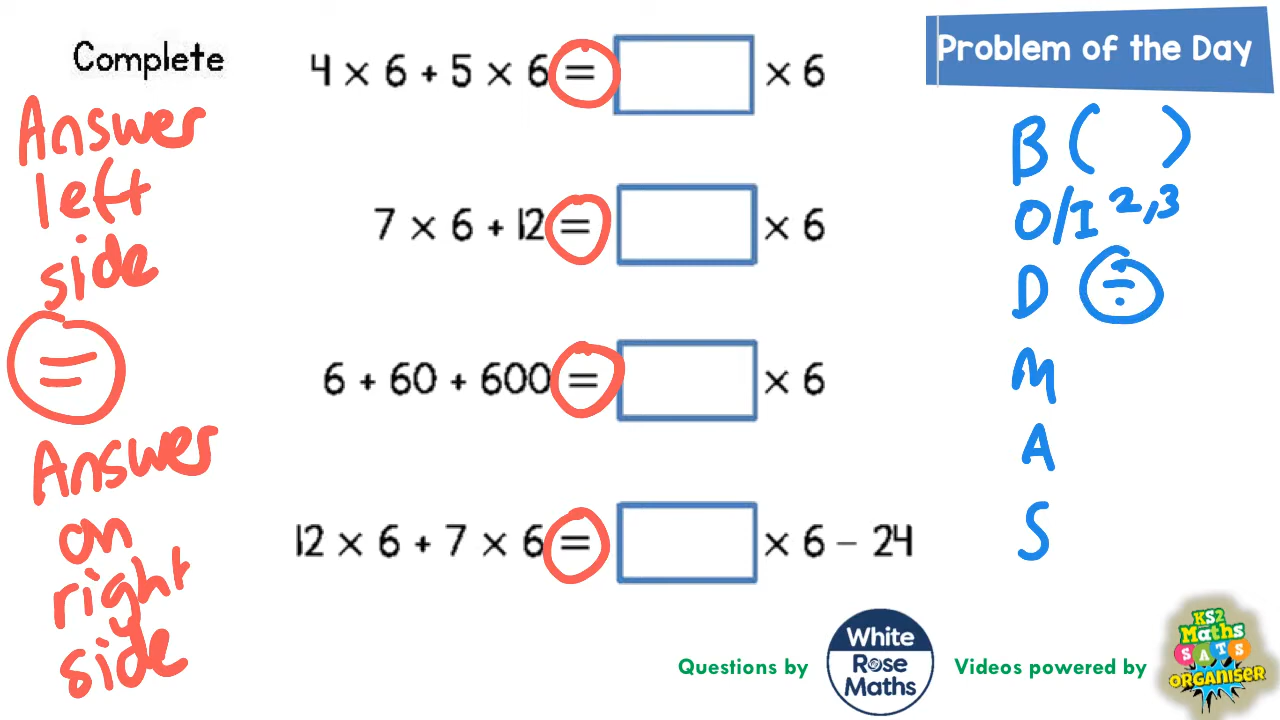 Complete
4 × 6 + 5 × 6 = × 6
Problem of the Day
Answer
left
side
=
Answer
on
right
side
7 × 6 + 12 = × 6
6 + 60 + 600 = × 6
12 × 6 + 7 × 6 = × 6 – 24
B ( )
O/I 2,3
D ÷
M
A
S
Questions by
White
Rose
Maths
Videos powered by
KS2
Maths
SATS
ORGANISER